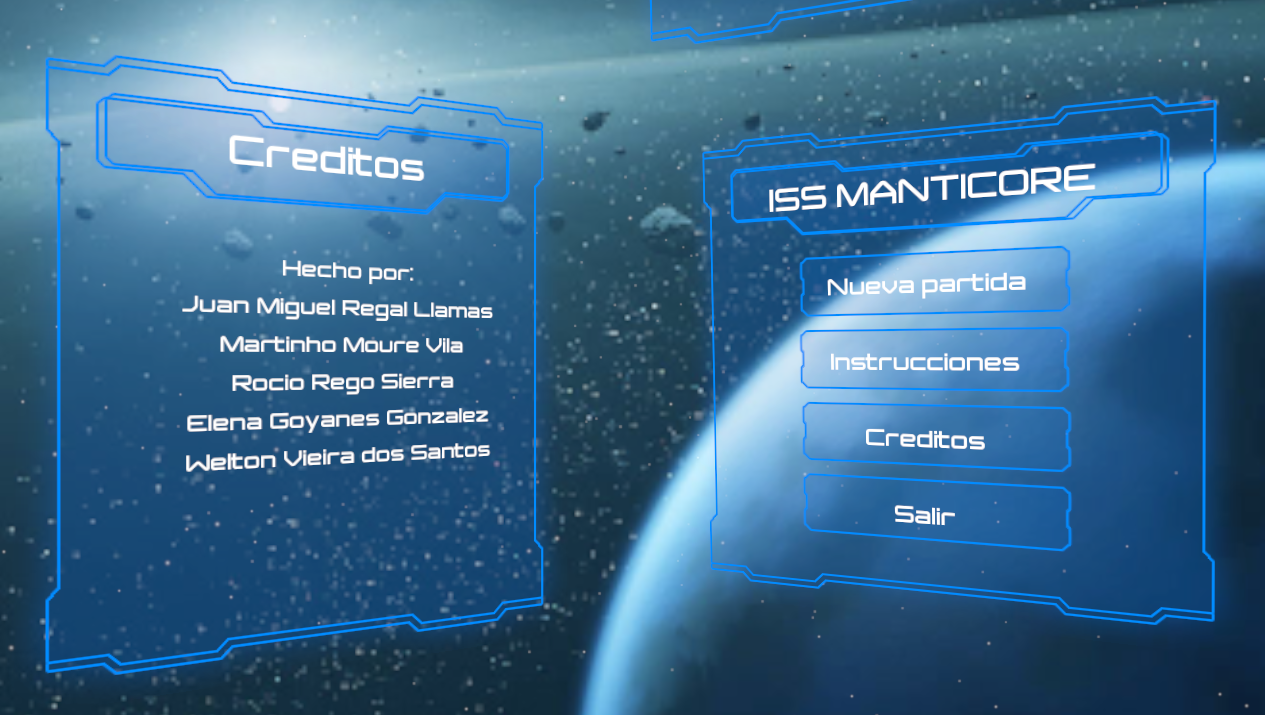 Creditos
Hecho por:
Juan Miguel Regal Llamas
Martinho Moure Vila
Rocio Rego Sierra
Elena Goyanes Gonzalez
Welton Vieira dos Santos
ISS MANTICORE
Nueva partida
Instrucciones
Creditos
Salir